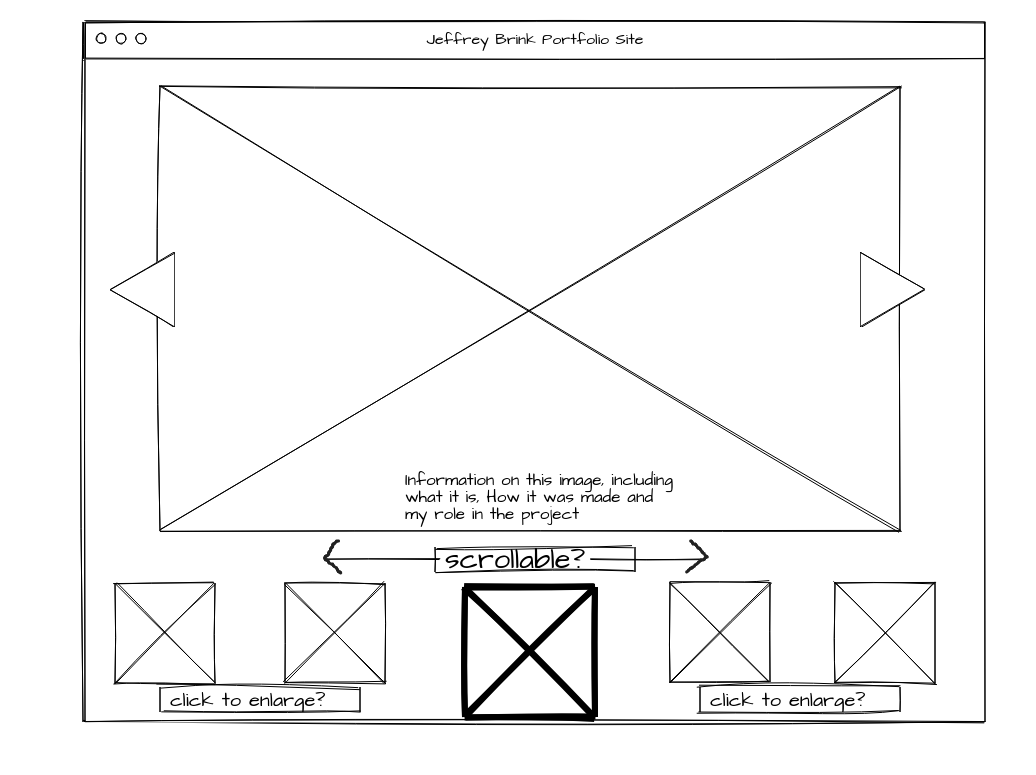 Jeffrey Brink Portfolio Site
Information on this image, including
what it is, How it was made and
my role in the project
scrollable?
click to enlarge?
click to enlarge?